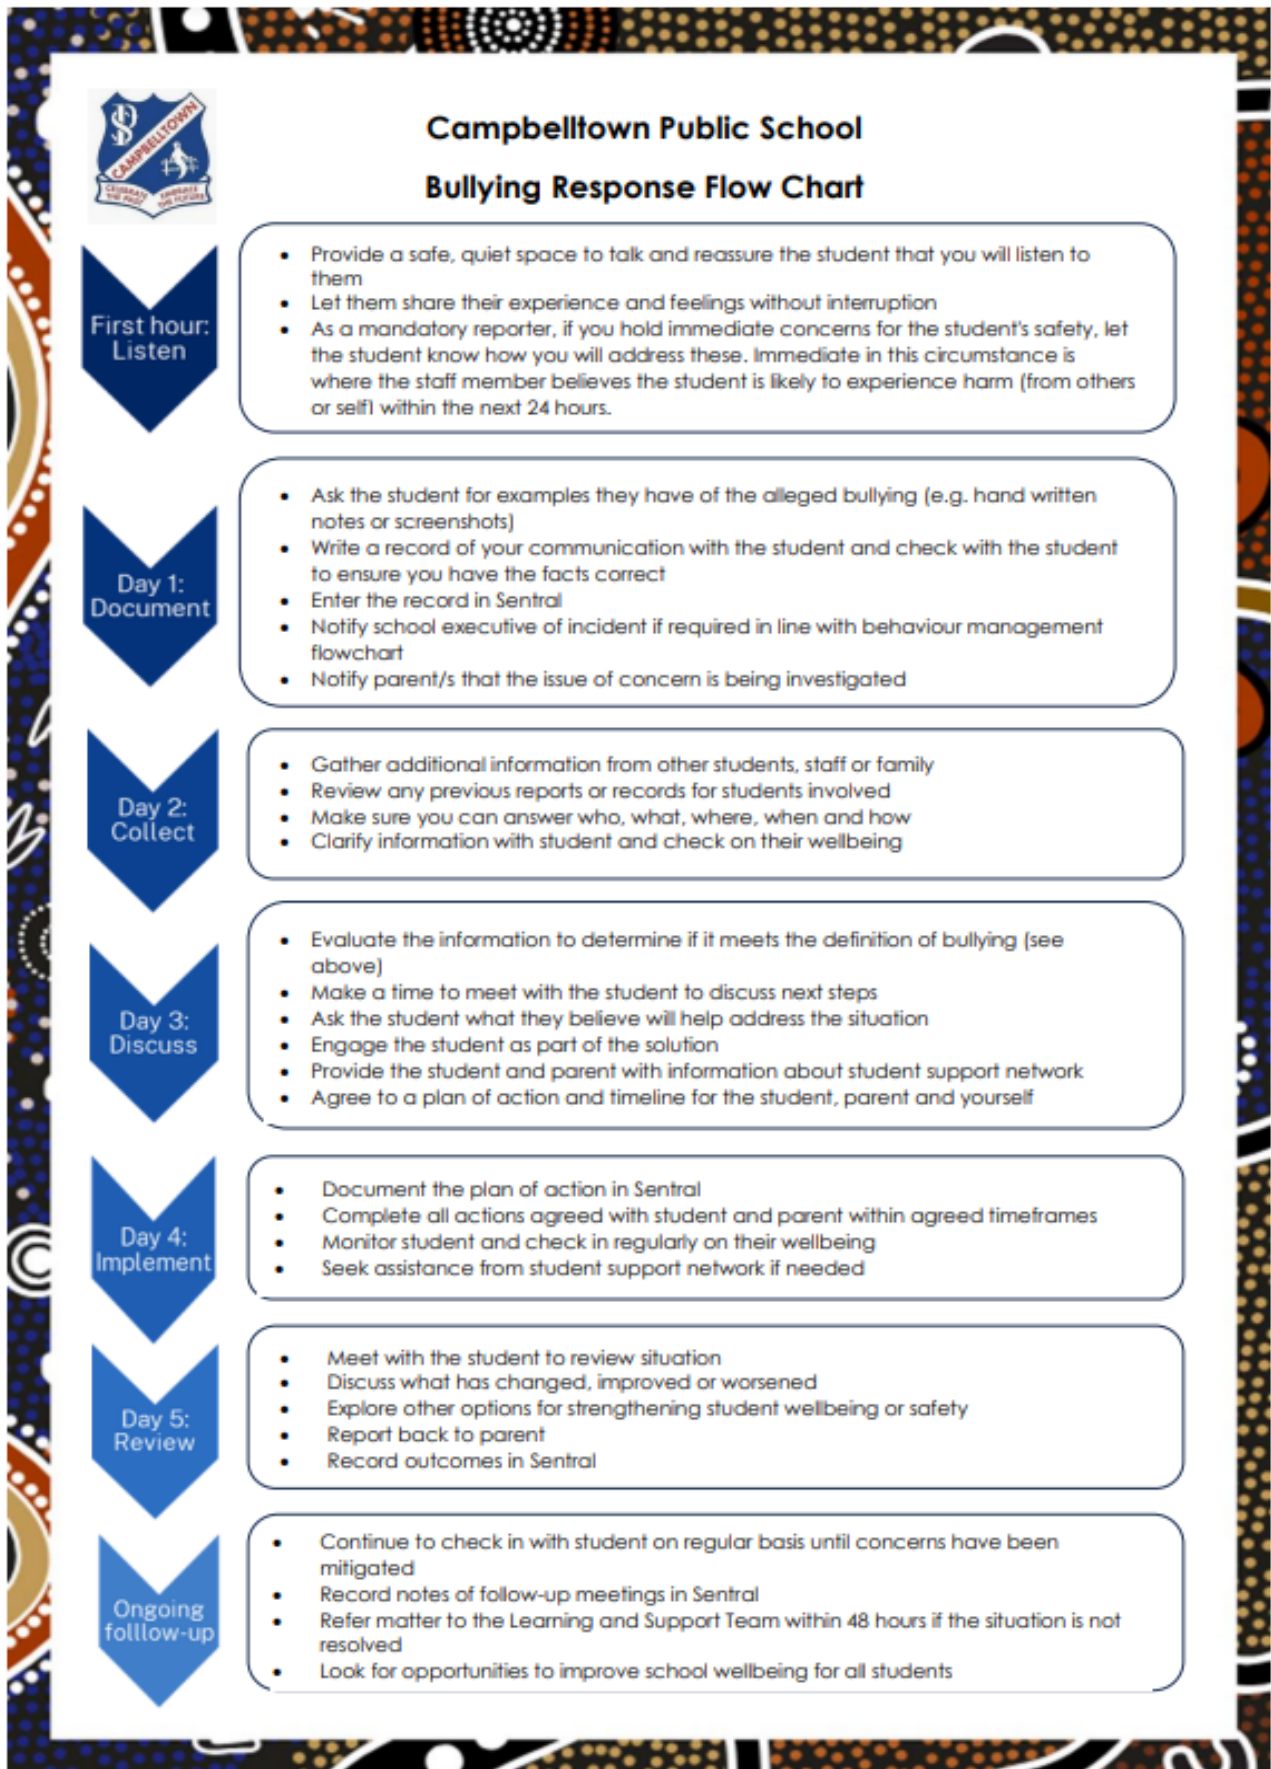 PS
CAMPBELLTOWN
CELEBRATE
THE PAST
EMBRACE
THE FUTURE
Campbelltown Public School
Bullying Response Flow Chart
First hour:
Listen
• Provide a safe, quiet space to talk and reassure the student that you will listen to
them
• Let them share their experience and feelings without interruption
• As a mandatory reporter, if you hold immediate concerns for the student's safety, let
the student know how you will address these. Immediate in this circumstance is
where the staff member believes the student is likely to experience harm (from others
or self) within the next 24 hours.
Day 1:
Document
• Ask the student for examples they have of the alleged bullying (e.g. hand written
notes or screenshots)
• Write a record of your communication with the student and check with the student
to ensure you have the facts correct
• Enter the record in Sentral
• Notify school executive of incident if required in line with behaviour management
flowchart
• Notify parent/s that the issue of concern is being investigated
Day 2:
Collect
• Gather additional information from other students, staff or family
• Review any previous reports or records for students involved
• Make sure you can answer who, what, where, when and how
• Clarify information with student and check on their wellbeing
Day 3:
Discuss
• Evaluate the information to determine if it meets the definition of bullying (see
above)
• Make a time to meet with the student to discuss next steps
• Ask the student what they believe will help address the situation
• Engage the student as part of the solution
• Provide the student and parent with information about student support network
• Agree to a plan of action and timeline for the student, parent and yourself
Day 4:
Implement
• Document the plan of action in Sentral
• Complete all actions agreed with student and parent within agreed timeframes
• Monitor student and check in regularly on their wellbeing
• Seek assistance from student support network if needed
Day 5:
Review
• Meet with the student to review situation
• Discuss what has changed, improved or worsened
• Explore other options for strengthening student wellbeing or safety
• Report back to parent
• Record outcomes in Sentral
Ongoing
folllow-up
• Continue to check in with student on regular basis until concerns have been
mitigated
• Record notes of follow-up meetings in Sentral
• Refer matter to the Learning and Support Team within 48 hours if the situation is not
resolved
• Look for opportunities to improve school wellbeing for all students